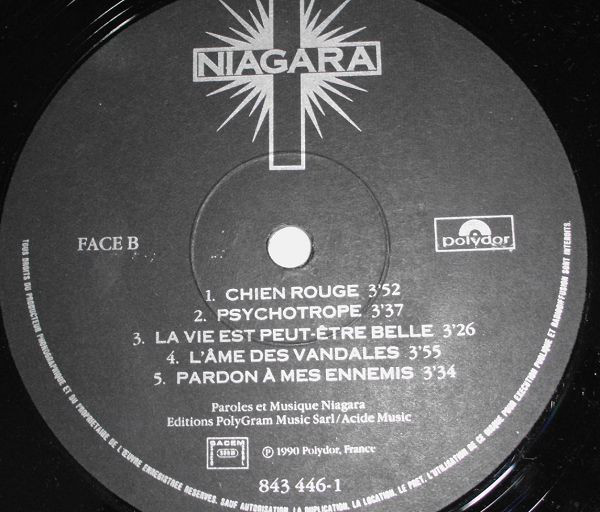 NIAGARA
FACE B
polydor
1. CHIEN ROUGE 3'52
2. PSYCHOTROPE 3'37
3. LA VIE EST PEUT-ÊTRE BELLE 3'26
4. L'ÂME DES VANDALES 3'55
5. PARDON À MES ENNEMIS 3'34
Paroles et Musique Niagara
Editions PolyGram Music Sarl/Acide Music
SACEM
℗ 1990 Polydor, France
843 446-1
TOUS DROITS DU PRODUCTEUR PHONOGRAPHIQUE ET DU PROPRIETAIRE DE L'ŒUVRE ENREGISTREE RESERVES. SAUF AUTORISATION, LA DUPLICATION, LA LOCATION, LE PRET, L'UTILISATION DE CE DISQUE POUR EXECUTION PUBLIQUE ET RADIODIFFUSION SONT INTERDITS.